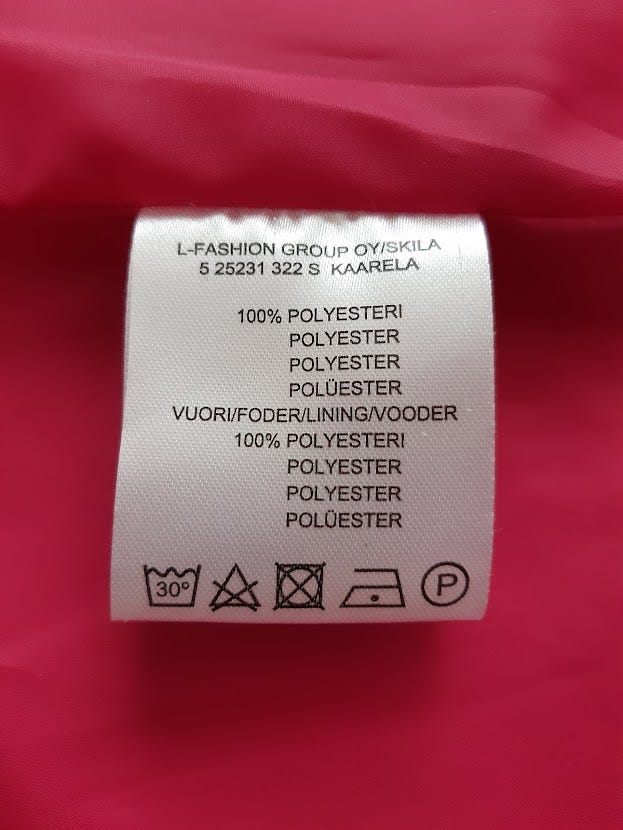 L-FASHION GROUP OY/SKILA
5 25231 322 S KAARELA
100% POLYESTERI
POLYESTER
POLYESTER
POLÜESTER
VUORI/FODER/LINING/VOODER
100% POLYESTERI
POLYESTER
POLYESTER
POLÜESTER
30° P